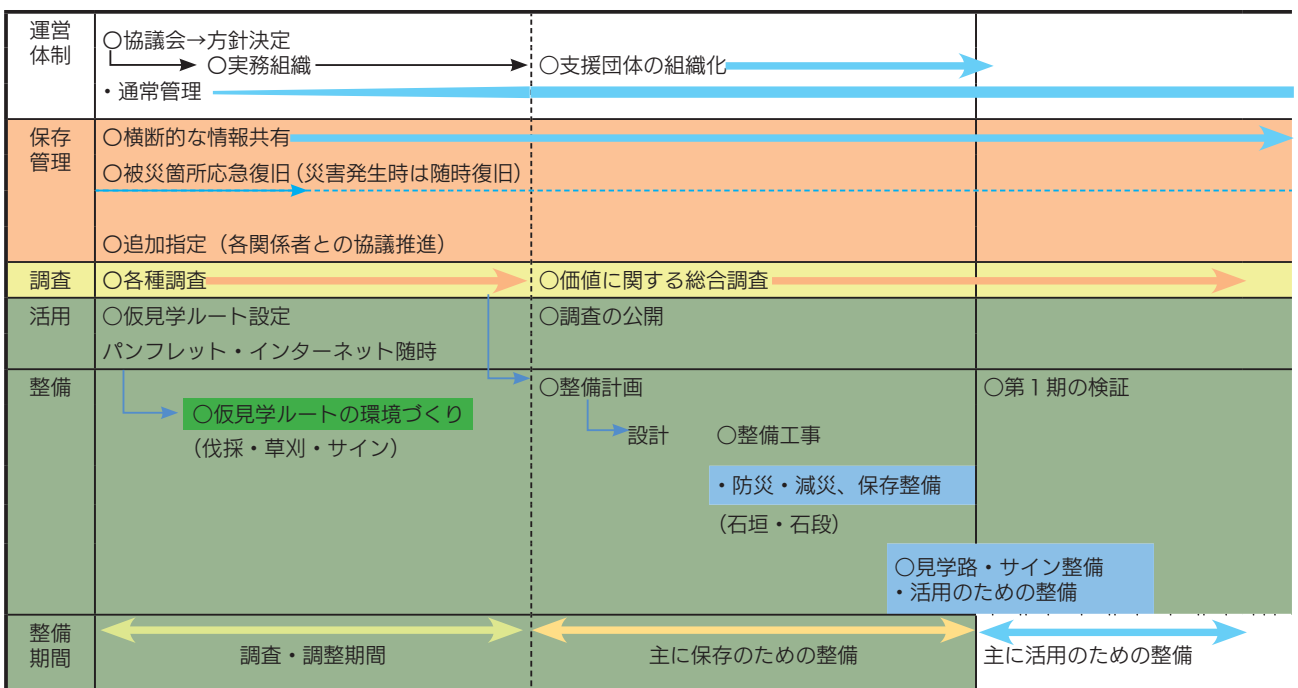 運営
体制
○協議会→方針決定
○実務組織
○支援団体の組織化
・通常管理
保存
管理
○横断的な情報共有
○被災箇所応急復旧（災害発生時は随時復旧）
○追加指定（各関係者との協議推進）
調査
○各種調査
○価値に関する総合調査
活用
○仮見学ルート設定
○調査の公開
パンフレット・インターネット随時
整備
○整備計画
○第１期の検証
○仮見学ルートの環境づくり
（伐採・草刈・サイン）
設計
○整備工事
・防災・減災、保存整備
（石垣・石段）
○見学路・サイン整備
・活用のための整備
整備
期間
調査・調整期間
主に保存のための整備
主に活用のための整備